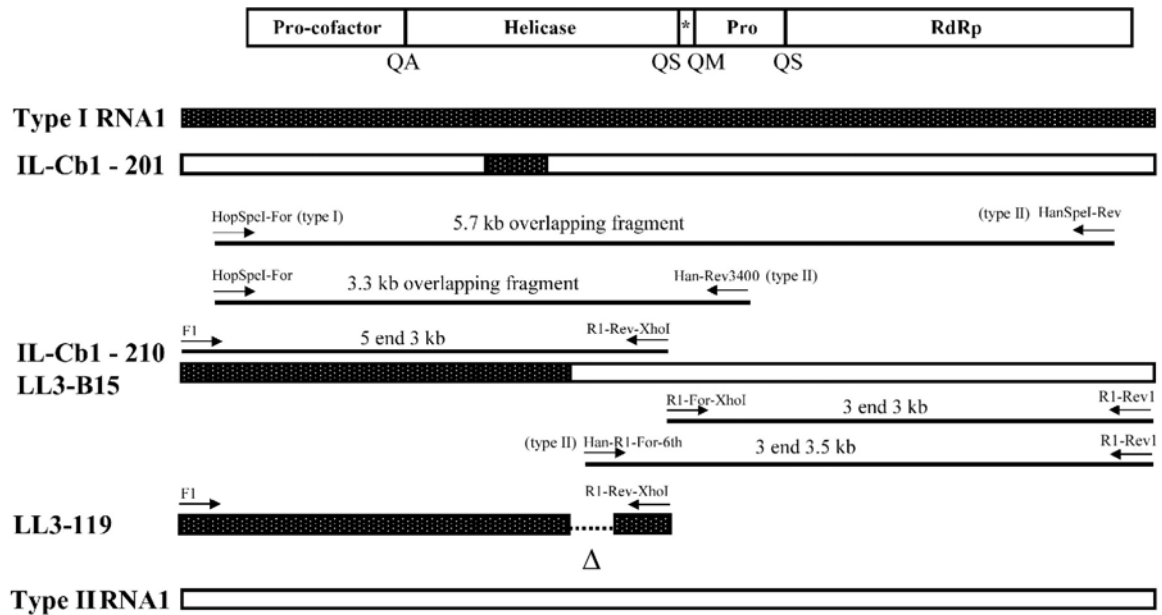 Pro-cofactor Helicase * Pro RdRp
QA QS QM QS
Type I RNA1
IL-Cb1 - 201
HopSpeI-For (type I) 5.7 kb overlapping fragment (type II) HanSpeI-Rev
HopSpeI-For 3.3 kb overlapping fragment Han-Rev3400 (type II)
F1 5 end 3 kb R1-Rev-XhoI
IL-Cb1 - 210
LL3-B15
R1-For-XhoI 3 end 3 kb R1-Rev1
(type II) Han-R1-For-6th 3 end 3.5 kb R1-Rev1
F1 R1-Rev-XhoI
LL3-119
Δ
Type II RNA1